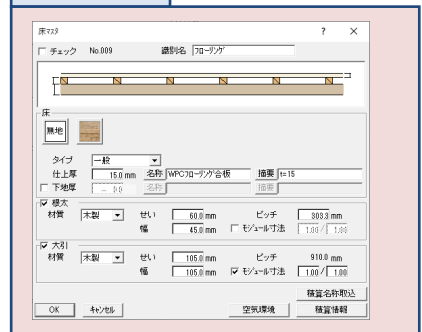 床ﾏｽﾀ ? ×
チェック No.009 識別名 ﾌﾛｰﾘﾝｸﾞ
床
無地
タイプ 一般
仕上厚 15.0 mm 名称 WPCﾌﾛｰﾘﾝｸﾞ合板 摘要 t=15
下地厚 名称 摘要
根太
材質 木製 せい 60.0 mm ピッチ 303.3 mm
幅 45.0 mm モジュール寸法 1.00 / 1.00
大引
材質 木製 せい 105.0 mm ピッチ 910.0 mm
幅 105.0 mm モジュール寸法 1.00 / 1.00
積算名称取込
OK ｷｬﾝｾﾙ 空気環境 積算情報